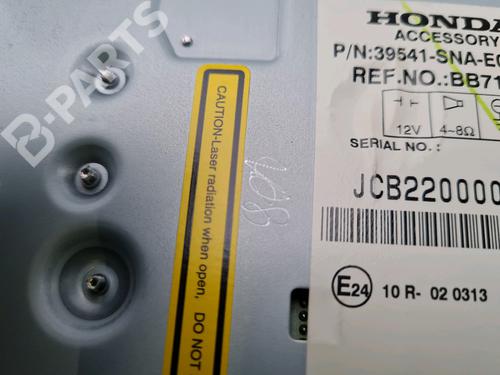 B-PARTS
CAUTION-Laser radiation when open, DO NOT
HONDA
ACCESSORY
P/N:39541-SNA-E0
REF.NO.:BB71
12V
4~8Ω
SERIAL NO.:
JCB220000
E24 10 R- 02 0313